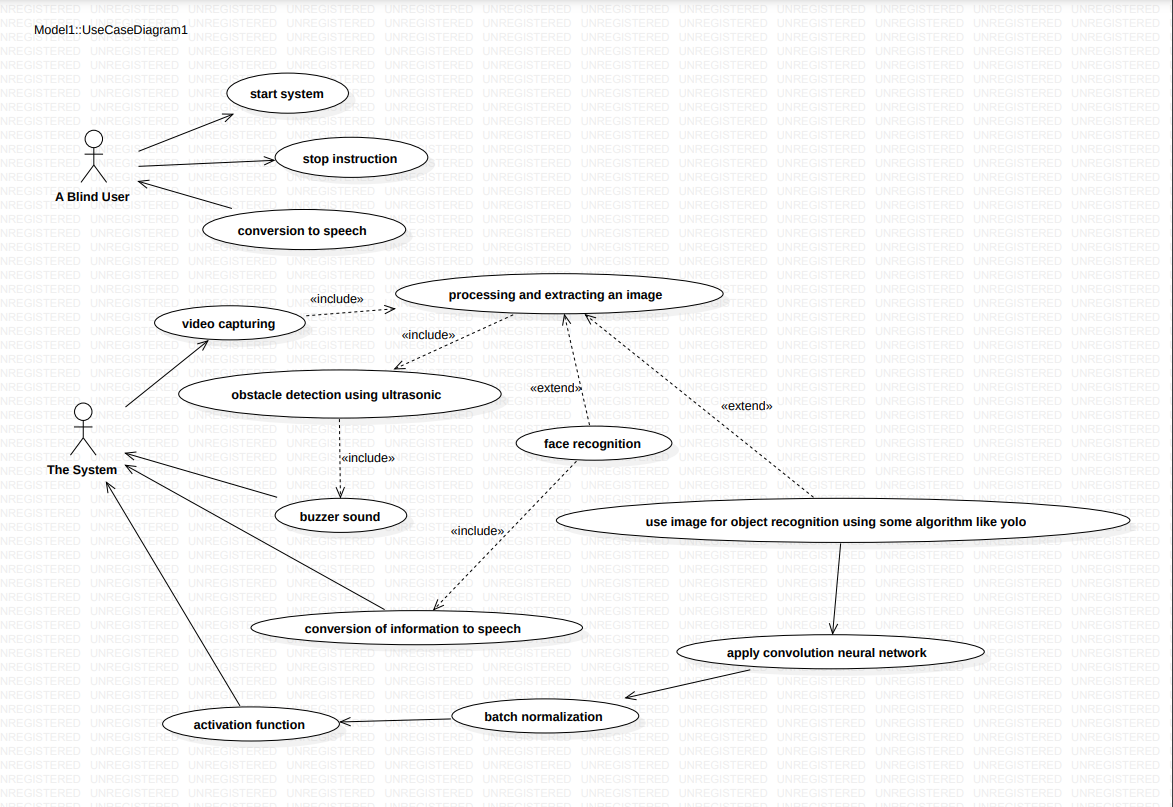 Model1::UseCaseDiagram1
start system
stop instruction
A Blind User
conversion to speech
processing and extracting an image
«include»
video capturing
«include»
obstacle detection using ultrasonic
«extend»
«extend»
face recognition
The System
«include»
buzzer sound
use image for object recognition using some algorithm like yolo
«include»
conversion of information to speech
apply convolution neural network
batch normalization
activation function
UNREGISTERED